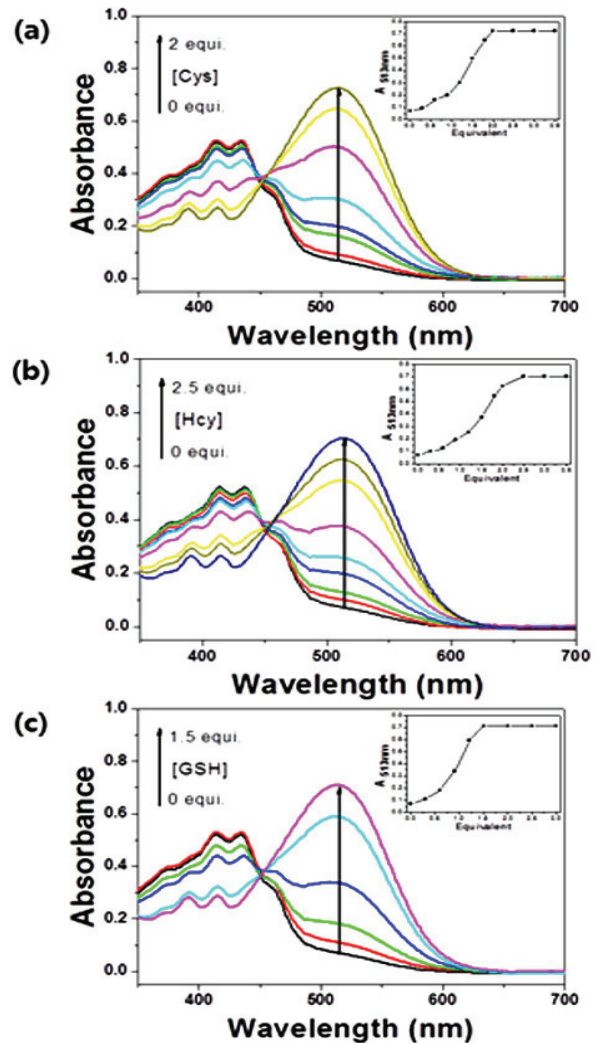 (a)
2 equi.
[Cys]
0 equi.
Absorbance
1.0
0.8
0.6
0.4
0.2
0.0
400
500
600
700
Wavelength (nm)
A 513nm
Equivalent
(b)
2.5 equi.
[Hcy]
0 equi.
Absorbance
1.0
0.8
0.6
0.4
0.2
0.0
400
500
600
700
Wavelength (nm)
A 513nm
Equivalent
(c)
1.5 equi.
[GSH]
0 equi.
Absorbance
1.0
0.8
0.6
0.4
0.2
0.0
400
500
600
700
Wavelength (nm)
A 513nm
Equivalent